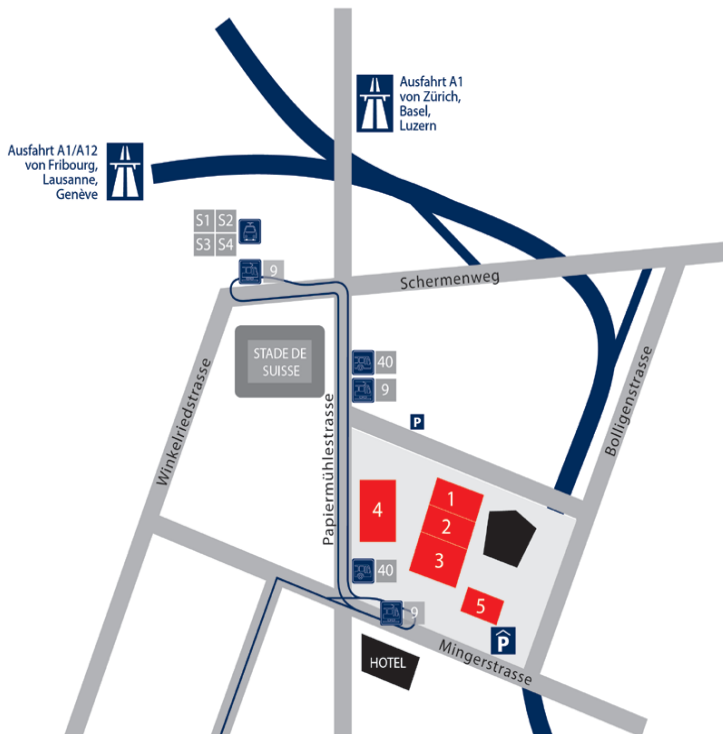 Ausfahrt A1
von Zürich,
Basel,
Luzern
Ausfahrt A1/A12
von Fribourg,
Lausanne,
Genève
S1 S2
S3 S4
9
Schermenweg
STADE DE
SUISSE
40
9
P
Winkelriedstrasse
Papiermühlestrasse
Bolligenstrasse
1
2
3
4
5
40
9
P
Mingerstrasse
HOTEL